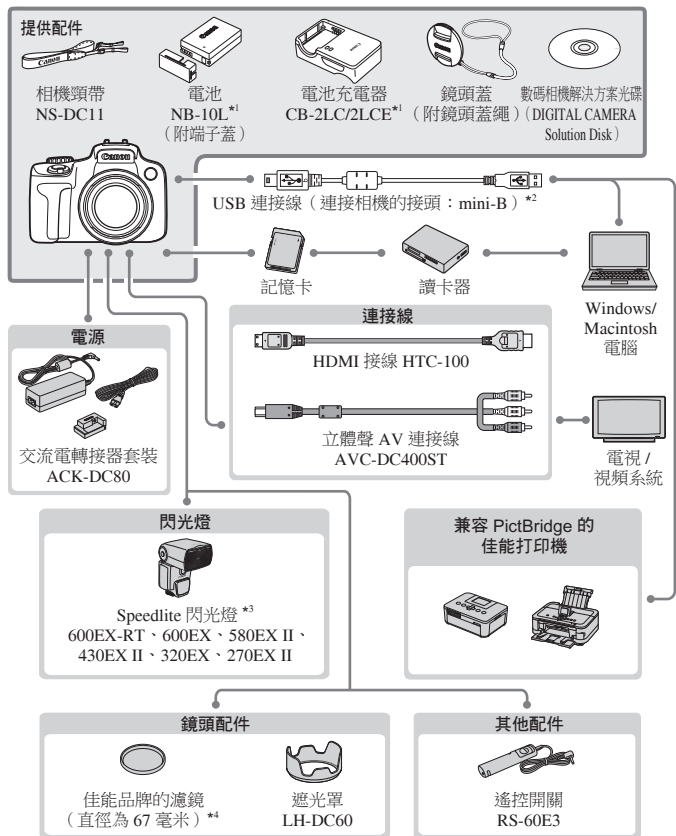 提供配件
相機頸帶
NS-DC11
電池
NB-10L*1
（附端子蓋）
電池充電器
CB-2LC/2LCE*1
鏡頭蓋
（附鏡頭蓋繩）
數碼相機解決方案光碟
（DIGITAL CAMERA
Solution Disk）
Canon
Canon
USB 連接線（連接相機的接頭：mini-B）*2
記憶卡
讀卡器
Windows/
Macintosh
電腦
電源
交流電轉接器套裝
ACK-DC80
連接線
HDMI 接線 HTC-100
立體聲 AV 連接線
AVC-DC400ST
電視 /
視頻系統
閃光燈
Speedlite 閃光燈 *3
600EX-RT、600EX、580EX II、
430EX II、320EX、270EX II
兼容 PictBridge 的
佳能打印機
鏡頭配件
佳能品牌的濾鏡
（直徑為 67 毫米）*4
遮光罩
LH-DC60
其他配件
遙控開關
RS-60E3